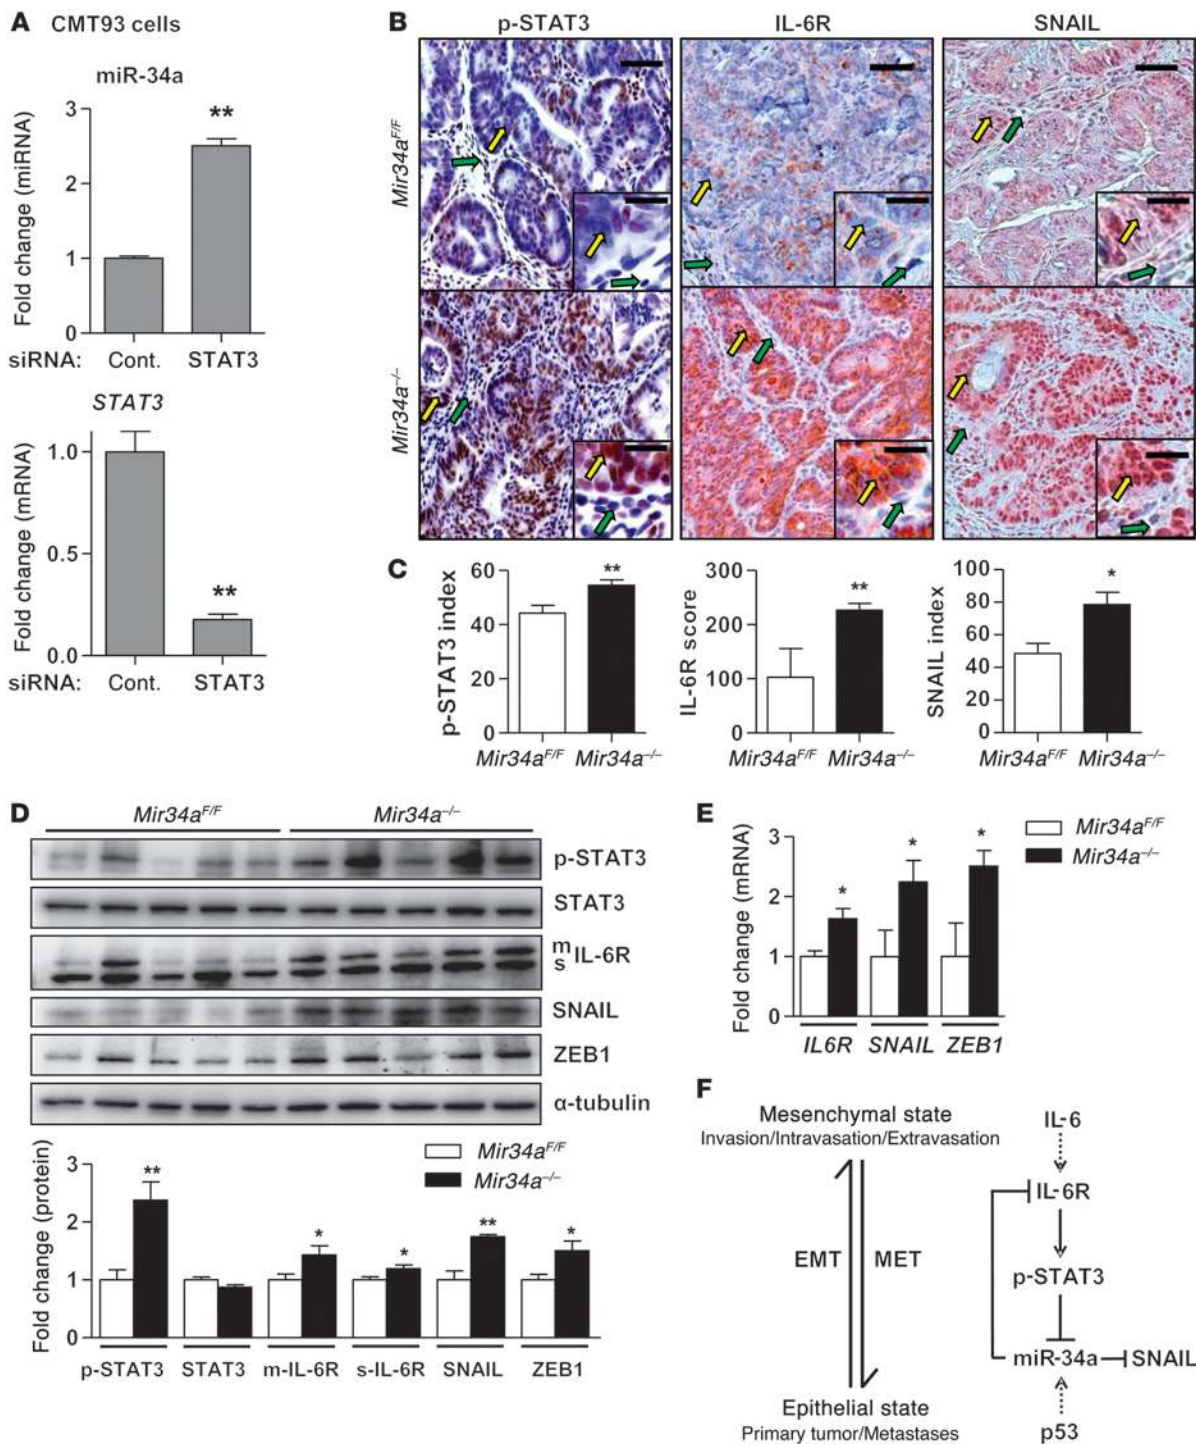 A CMT93 cells
miR-34a
Fold change (miRNA)
3
2
1
0
**
siRNA: Cont. STAT3
STAT3
Fold change (mRNA)
1.0
0.5
0.0
**
siRNA: Cont. STAT3
B
p-STAT3 IL-6R SNAIL
Mir34aF/F
Mir34a–/–
C
p-STAT3 index
60
40
20
0
**
Mir34aF/F Mir34a–/–
IL-6R score
300
200
100
0
**
Mir34aF/F Mir34a–/–
SNAIL index
100
80
60
40
20
0
*
Mir34aF/F Mir34a–/–
D
Mir34aF/F Mir34a–/–
p-STAT3
STAT3
m
s IL-6R
SNAIL
ZEB1
α-tubulin
Mir34aF/F
Mir34a–/–
Fold change (protein)
3
2
1
0
** * * ** *
p-STAT3 STAT3 m-IL-6R s-IL-6R SNAIL ZEB1
E
Mir34aF/F
Mir34a–/–
Fold change (mRNA)
3
2
1
0
* * *
IL6R SNAIL ZEB1
F
Mesenchymal state
Invasion/Intravasation/Extravasation
EMT MET
Epithelial state
Primary tumor/Metastases
IL-6
IL-6R
p-STAT3
miR-34a SNAIL
p53